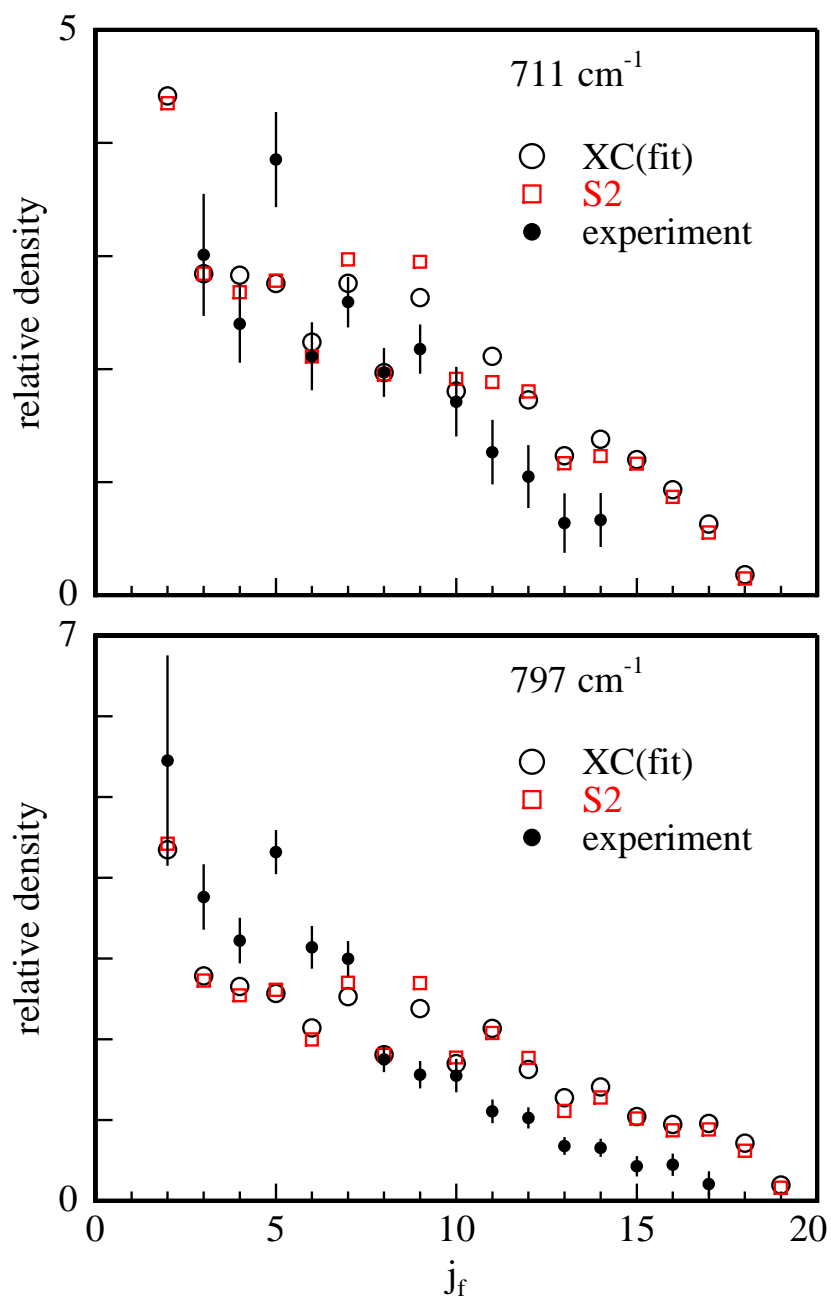 5
711 cm-1
XC(fit)
S2
experiment
relative density
0
7
797 cm-1
XC(fit)
S2
experiment
relative density
0
0 5 10 15 20
jf